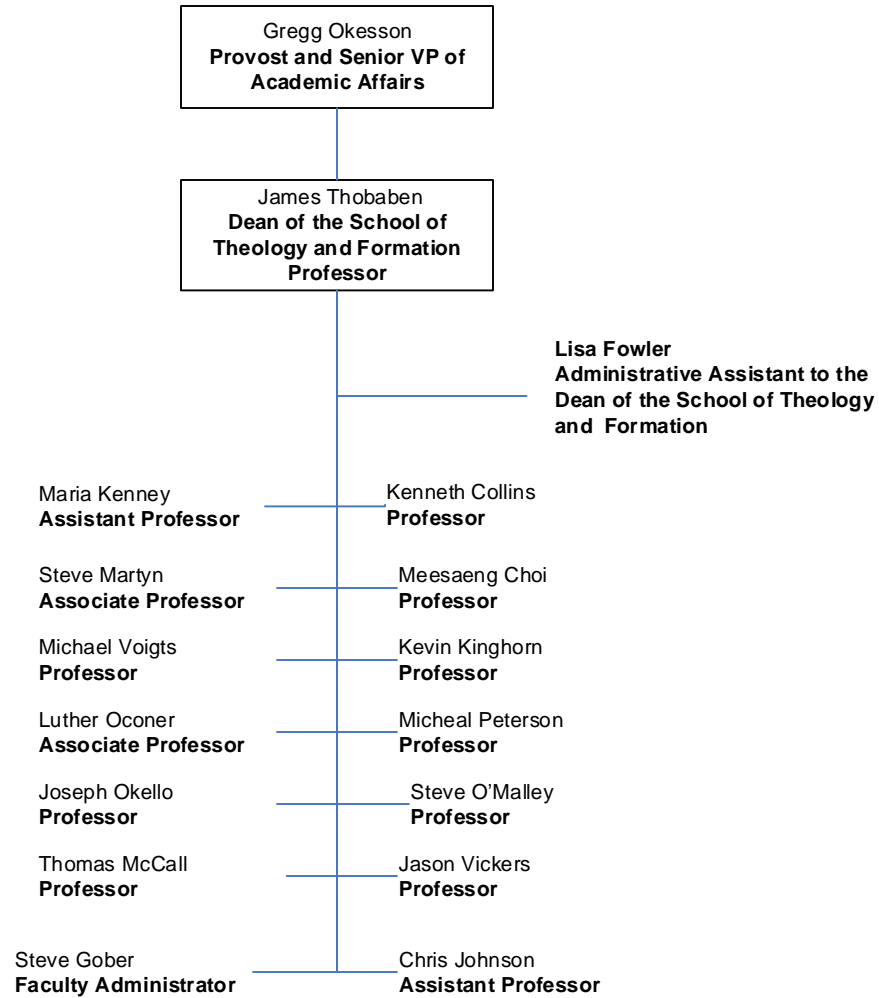 Gregg Okesson
Provost and Senior VP of
Academic Affairs
James Thobaben
Dean of the School of
Theology and Formation
Professor
Lisa Fowler
Administrative Assistant to the
Dean of the School of Theology
and Formation
Maria Kenney
Assistant Professor
Kenneth Collins
Professor
Steve Martyn
Associate Professor
Meesaeng Choi
Professor
Michael Voigts
Professor
Kevin Kinghorn
Professor
Luther Oconer
Associate Professor
Micheal Peterson
Professor
Joseph Okello
Professor
Steve O’Malley
Professor
Thomas McCall
Professor
Jason Vickers
Professor
Steve Gober
Faculty Administrator
Chris Johnson
Assistant Professor